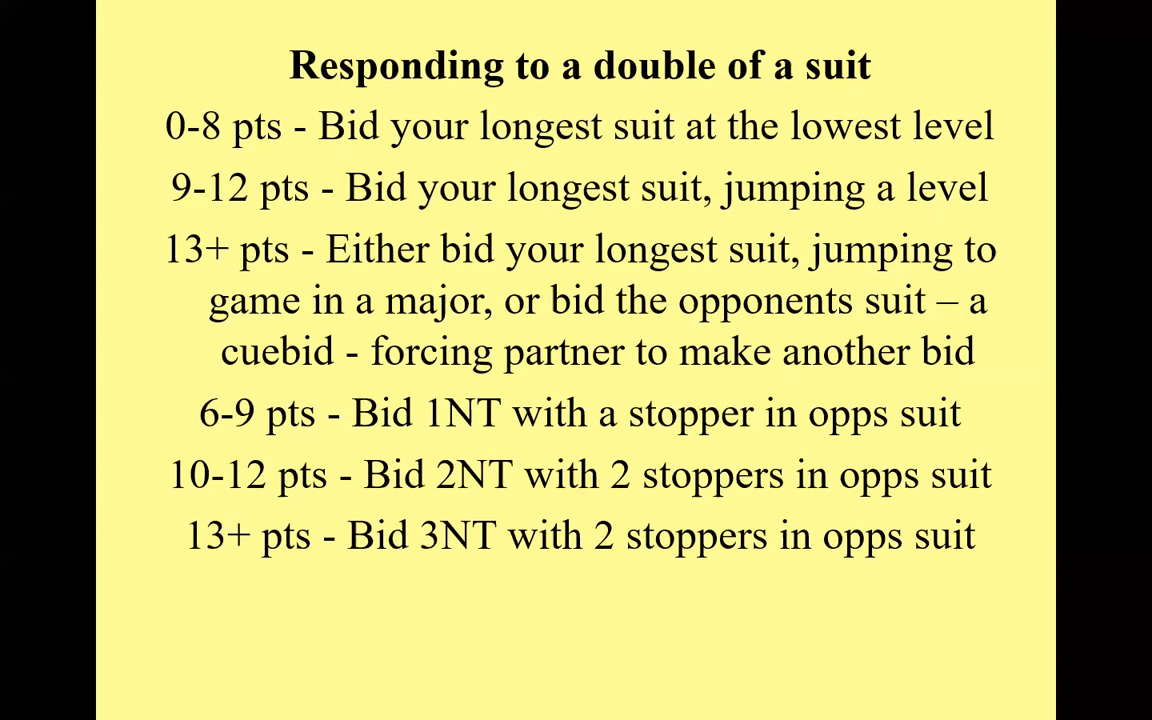 Responding to a double of a suit
0-8 pts - Bid your longest suit at the lowest level
9-12 pts - Bid your longest suit, jumping a level
13+ pts - Either bid your longest suit, jumping to
game in a major, or bid the opponents suit – a
cuebid - forcing partner to make another bid
6-9 pts - Bid 1NT with a stopper in opps suit
10-12 pts - Bid 2NT with 2 stoppers in opps suit
13+ pts - Bid 3NT with 2 stoppers in opps suit